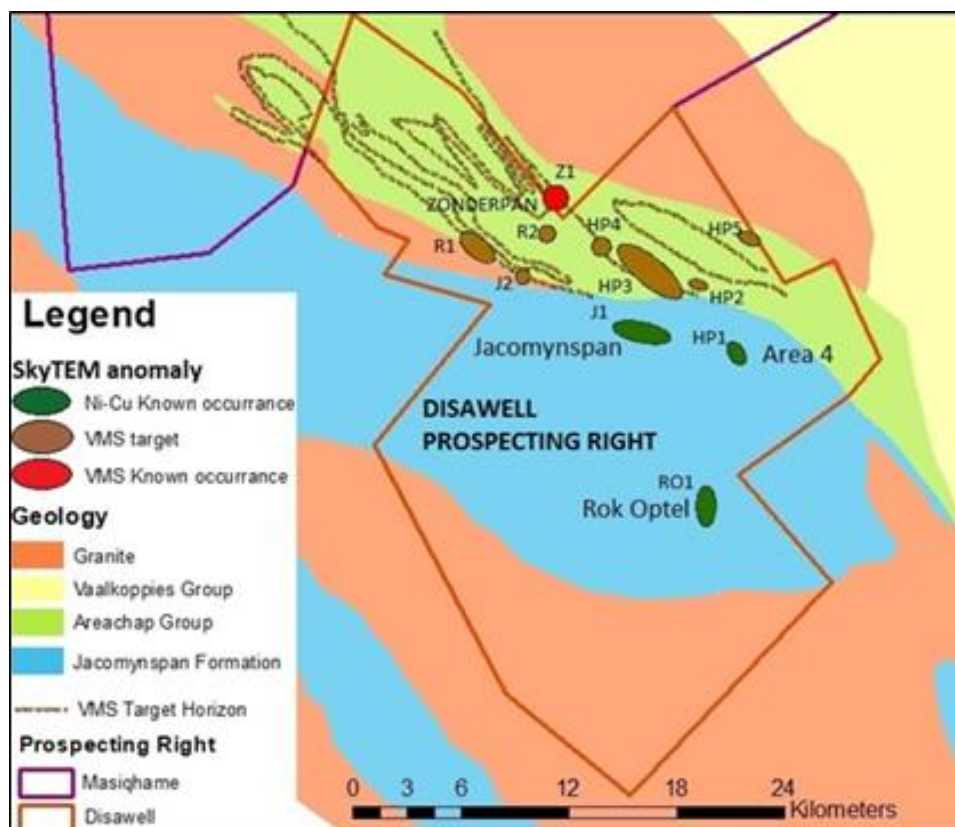 Z1
ZONDERPAN
R2
HP4
HP5
R1
J2
HP3
HP2
J1
Jacomynspan
HP1
Area 4
DISAWELL
PROSPECTING RIGHT
RO1
Rok Optel
Legend
SkyTEM anomaly
Ni-Cu Known occurrance
VMS target
VMS Known occurrance
Geology
Granite
Vaalkoppies Group
Areachap Group
Jacomynspan Formation
VMS Target Horizon
Prospecting Right
Masiqhame
Disawell
0 3 6 12 18 24
Kilometers